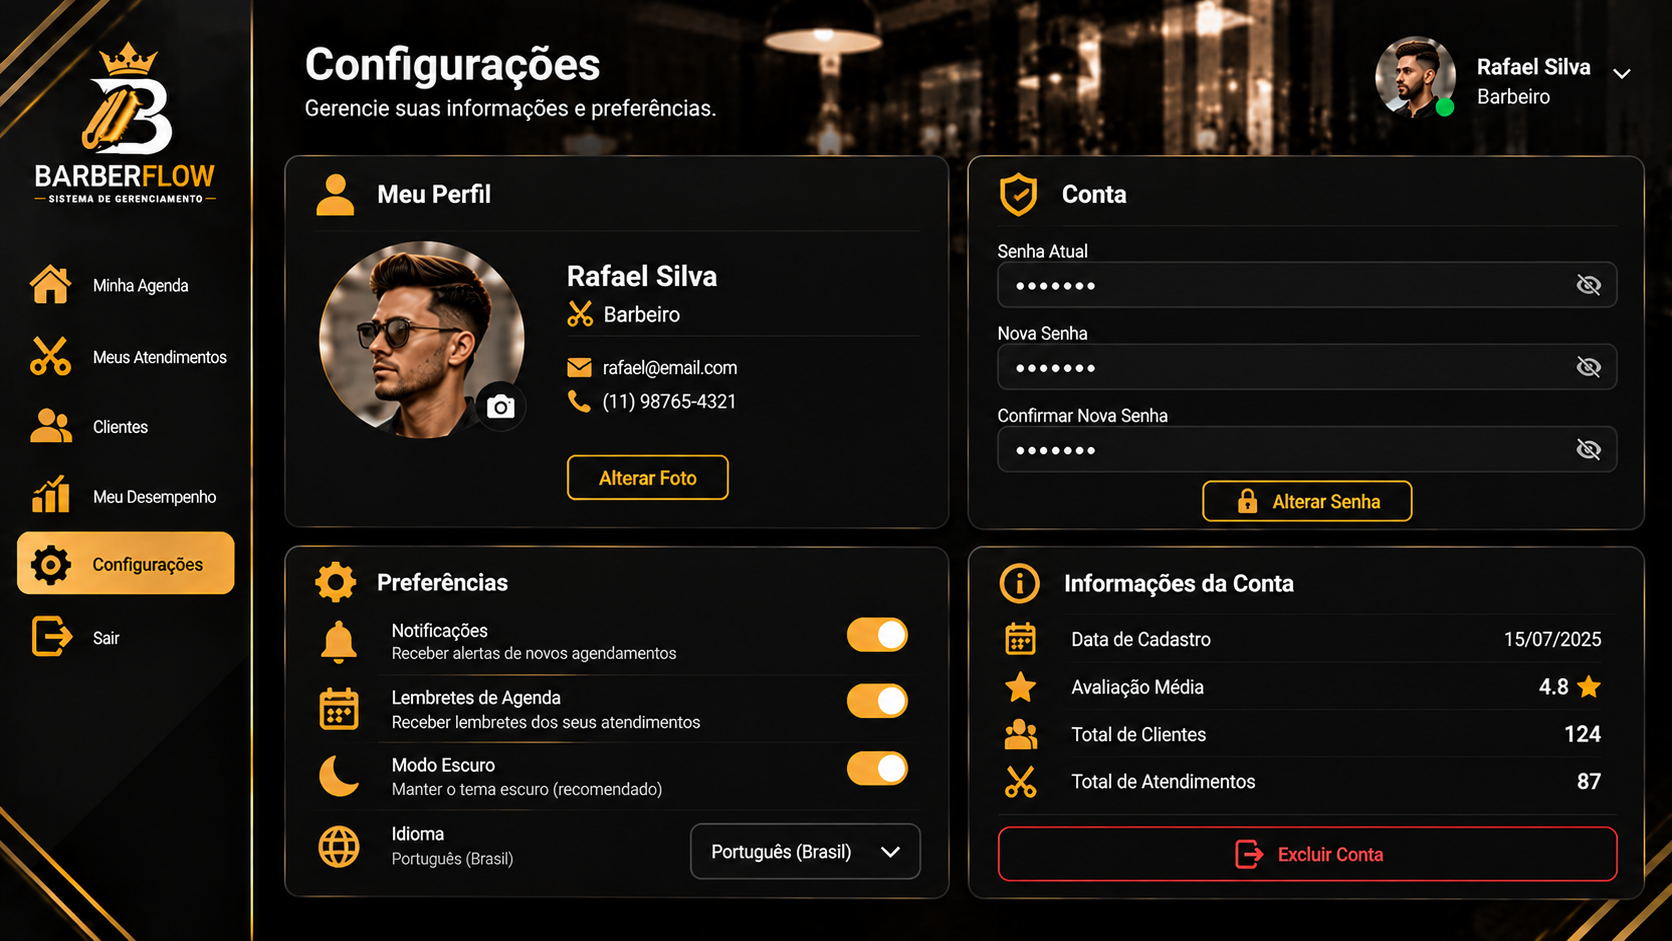 BARBERFLOW
SISTEMA DE GERENCIAMENTO
Minha Agenda
Meus Atendimentos
Clientes
Meu Desempenho
Configurações
Sair
Configurações
Gerencie suas informações e preferências.
Rafael Silva
Barbeiro
Meu Perfil
Rafael Silva
Barbeiro
rafael@email.com
(11) 98765-4321
Alterar Foto
Conta
Senha Atual
•••••••
Nova Senha
•••••••
Confirmar Nova Senha
•••••••
Alterar Senha
Preferências
Notificações
Receber alertas de novos agendamentos
Lembretes de Agenda
Receber lembretes dos seus atendimentos
Modo Escuro
Manter o tema escuro (recomendado)
Idioma
Português (Brasil)
Português (Brasil)
Informações da Conta
Data de Cadastro 15/07/2025
Avaliação Média 4.8
Total de Clientes 124
Total de Atendimentos 87
Excluir Conta